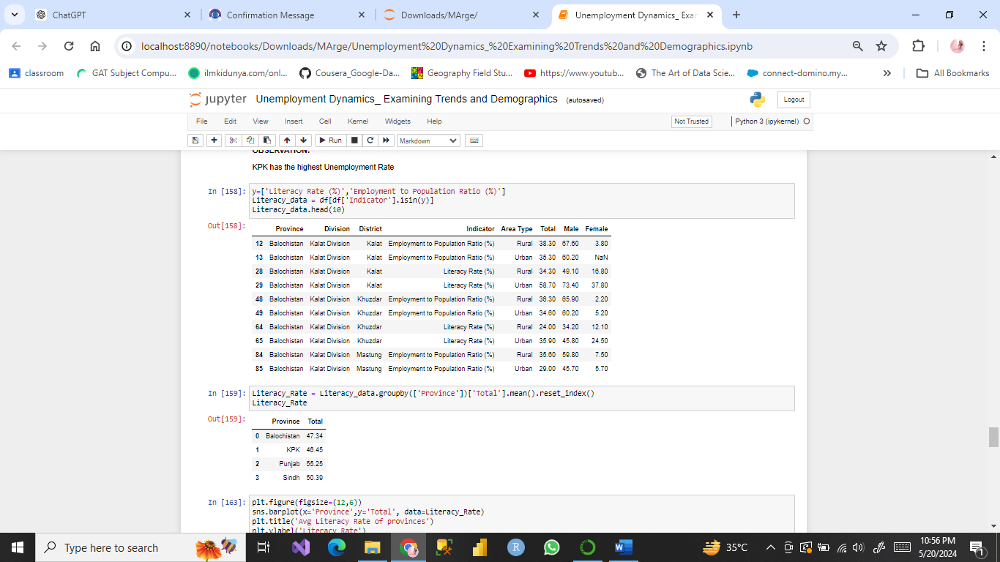 ChatGPT
Confirmation Message
Downloads/MArge/
Unemployment Dynamics_ Exa
localhost:8890/notebooks/Downloads/MArge/Unemployment%20Dynamics_%20Examining%20Trends%20and%20Demographics.ipynb
classroom
GAT Subject Compu...
ilmkidunya.com/onl...
Cousera_Google-Da...
Geography Field Stu...
https://www.youtub...
The Art of Data Scie...
connect-domino.my...
All Bookmarks
jupyter Unemployment Dynamics_ Examining Trends and Demographics (autosaved)
Logout
File Edit View Insert Cell Kernel Widgets Help
Not Trusted
Python 3 (ipykernel)
Run
Markdown
OBSERVATION:
KPK has the highest Unemployment Rate
In [158]: y=['Literacy Rate (%)','Employment to Population Ratio (%)']
Literacy_data = df[df['Indicator'].isin(y)]
Literacy_data.head(10)
Out[158]:
Province Division District Indicator Area Type Total Male Female
12 Balochistan Kalat Division Kalat Employment to Population Ratio (%) Rural 38.30 67.60 3.80
13 Balochistan Kalat Division Kalat Employment to Population Ratio (%) Urban 35.30 60.20 NaN
28 Balochistan Kalat Division Kalat Literacy Rate (%) Rural 34.30 49.10 16.80
29 Balochistan Kalat Division Kalat Literacy Rate (%) Urban 58.70 73.40 37.80
48 Balochistan Kalat Division Khuzdar Employment to Population Ratio (%) Rural 36.30 65.90 2.20
49 Balochistan Kalat Division Khuzdar Employment to Population Ratio (%) Urban 34.60 60.20 5.20
64 Balochistan Kalat Division Khuzdar Literacy Rate (%) Rural 24.00 34.20 12.10
65 Balochistan Kalat Division Khuzdar Literacy Rate (%) Urban 35.90 45.80 24.50
84 Balochistan Kalat Division Mastung Employment to Population Ratio (%) Rural 35.60 59.80 7.50
85 Balochistan Kalat Division Mastung Employment to Population Ratio (%) Urban 29.00 45.70 5.70
In [159]: Literacy_Rate = Literacy_data.groupby(['Province'])['Total'].mean().reset_index()
Literacy_Rate
Out[159]:
Province Total
0 Balochistan 47.34
1 KPK 46.45
2 Punjab 55.25
3 Sindh 50.39
In [163]: plt.figure(figsize=(12,6))
sns.barplot(x='Province',y='Total', data=Literacy_Rate)
plt.title('Avg Literacy Rate of provinces')
plt.ylabel('Literacy Rate')
Type here to search
35°C
10:56 PM
5/20/2024
1